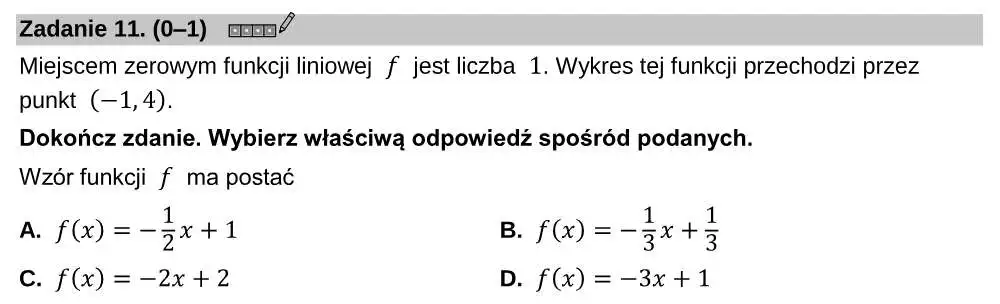 Zadanie 11. (0–1)
Miejscem zerowym funkcji liniowej f jest liczba 1. Wykres tej funkcji przechodzi przez
punkt (−1, 4).
Dokończ zdanie. Wybierz właściwą odpowiedź spośród podanych.
Wzór funkcji f ma postać
A. f(x) = −1/2 x + 1
B. f(x) = −1/3 x + 1/3
C. f(x) = −2x + 2
D. f(x) = −3x + 1